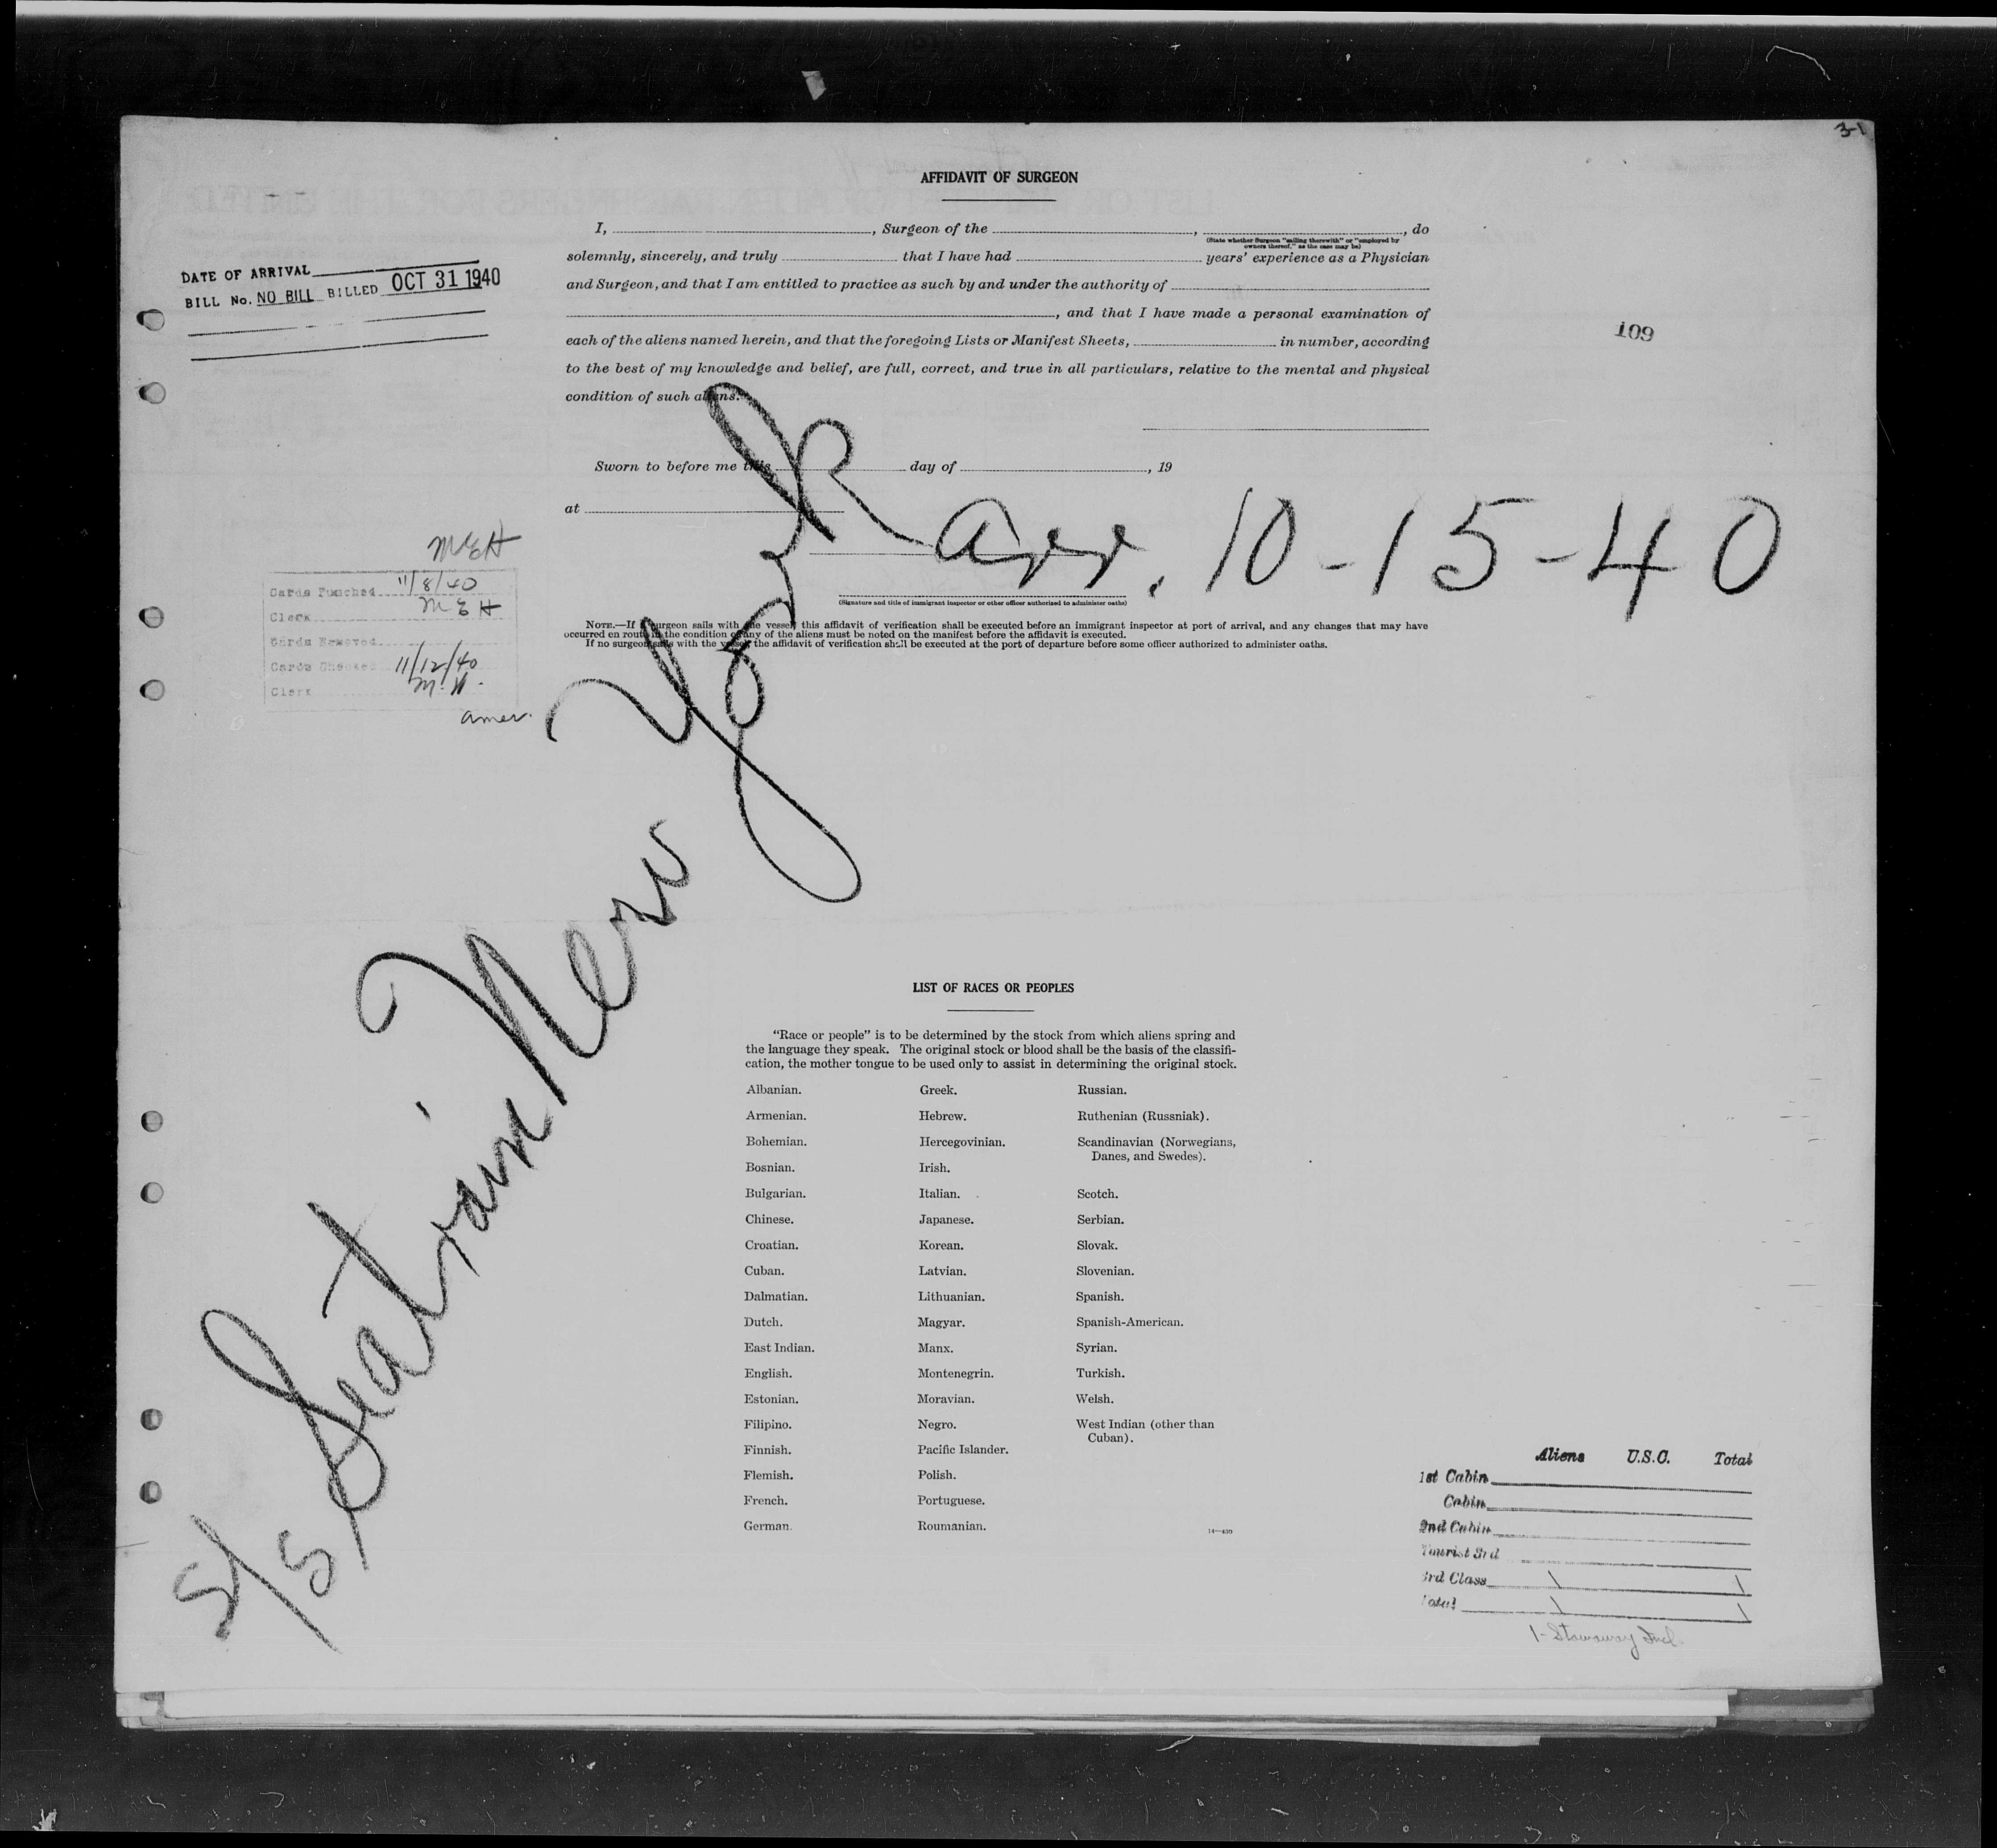 31
AFFIDAVIT OF SURGEON
I, , Surgeon of the , , do
(State whether Surgeon "sailing therewith" or "employed by
owners thereof," as the case may be)
solemnly, sincerely, and truly that I have had years' experience as a Physician
and Surgeon, and that I am entitled to practice as such by and under the authority of
, and that I have made a personal examination of
each of the aliens named herein, and that the foregoing Lists or Manifest Sheets, in number, according
to the best of my knowledge and belief, are full, correct, and true in all particulars, relative to the mental and physical
condition of such aliens.
Sworn to before me this day of , 19
at
(Signature and title of immigrant inspector or other officer authorized to administer oaths)
NOTE.—If surgeon sails with the vessel, this affidavit of verification shall be executed before an immigrant inspector at port of arrival, and any changes that may have
occurred en route in the condition of any of the aliens must be noted on the manifest before the affidavit is executed.
If no surgeon sails with the vessel, the affidavit of verification shall be executed at the port of departure before some officer authorized to administer oaths.
DATE OF ARRIVAL
BILL No. NO BILL BILLED OCT 31 1940
109
MEH
Cards Punched 11/8/40
Clerk MEH
Cards Removed
Cards Checked 11/12/40
Clerk M.H.
amer.
S/S Seatrain New York
arr. 10-15-40
LIST OF RACES OR PEOPLES
"Race or people" is to be determined by the stock from which aliens spring and
the language they speak. The original stock or blood shall be the basis of the classifi-
cation, the mother tongue to be used only to assist in determining the original stock.
Albanian.
Armenian.
Bohemian.
Bosnian.
Bulgarian.
Chinese.
Croatian.
Cuban.
Dalmatian.
Dutch.
East Indian.
English.
Estonian.
Filipino.
Finnish.
Flemish.
French.
German.
Greek.
Hebrew.
Hercegovinian.
Irish.
Italian.
Japanese.
Korean.
Latvian.
Lithuanian.
Magyar.
Manx.
Montenegrin.
Moravian.
Negro.
Pacific Islander.
Polish.
Portuguese.
Roumanian.
Russian.
Ruthenian (Russniak).
Scandinavian (Norwegians,
Danes, and Swedes).
Scotch.
Serbian.
Slovak.
Slovenian.
Spanish.
Spanish-American.
Syrian.
Turkish.
Welsh.
West Indian (other than
Cuban).
14—430
Aliens U.S.C. Total
1st Cabin
Cabin
2nd Cabin
Tourist 3rd
3rd Class 1 1
Total 1 1
1- Stowaway Incl.